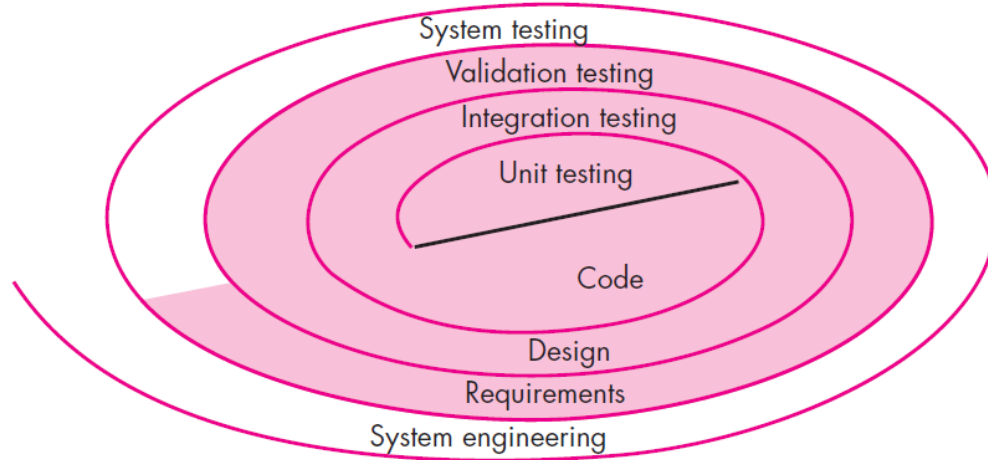 System testing
Validation testing
Integration testing
Unit testing
Code
Design
Requirements
System engineering